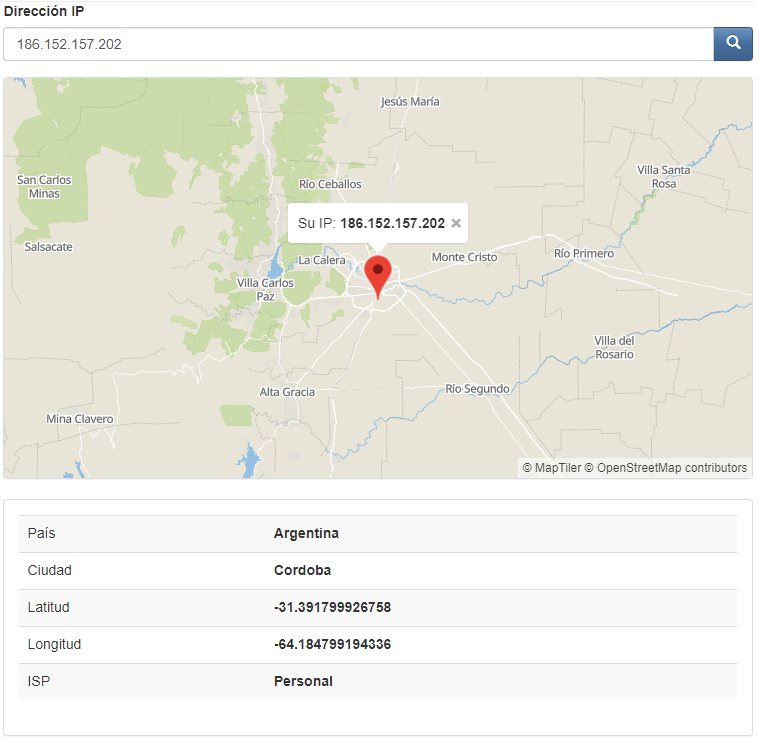 Dirección IP
186.152.157.202
Jesús María
San Carlos
Minas
Río Ceballos
Villa Santa
Rosa
Su IP: 186.152.157.202 ×
Salsacate
La Calera
Monte Cristo
Río Primero
Villa Carlos
Paz
Villa del
Rosario
Alta Gracia
Río Segundo
Mina Clavero
© MapTiler © OpenStreetMap contributors
País Argentina
Ciudad Cordoba
Latitud -31.391799926758
Longitud -64.184799194336
ISP Personal